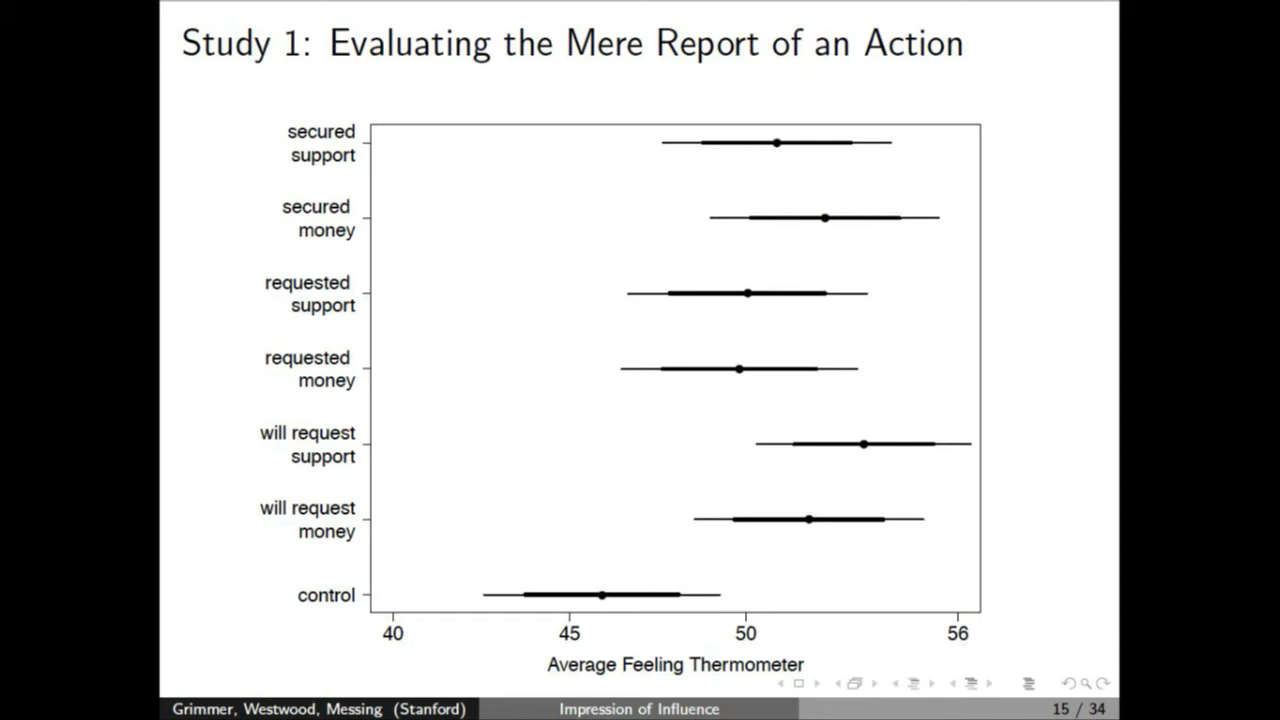 Study 1: Evaluating the Mere Report of an Action
secured
support
secured
money
requested
support
requested
money
will request
support
will request
money
control
40 45 50 56
Average Feeling Thermometer
Grimmer, Westwood, Messing (Stanford) Impression of Influence 15 / 34